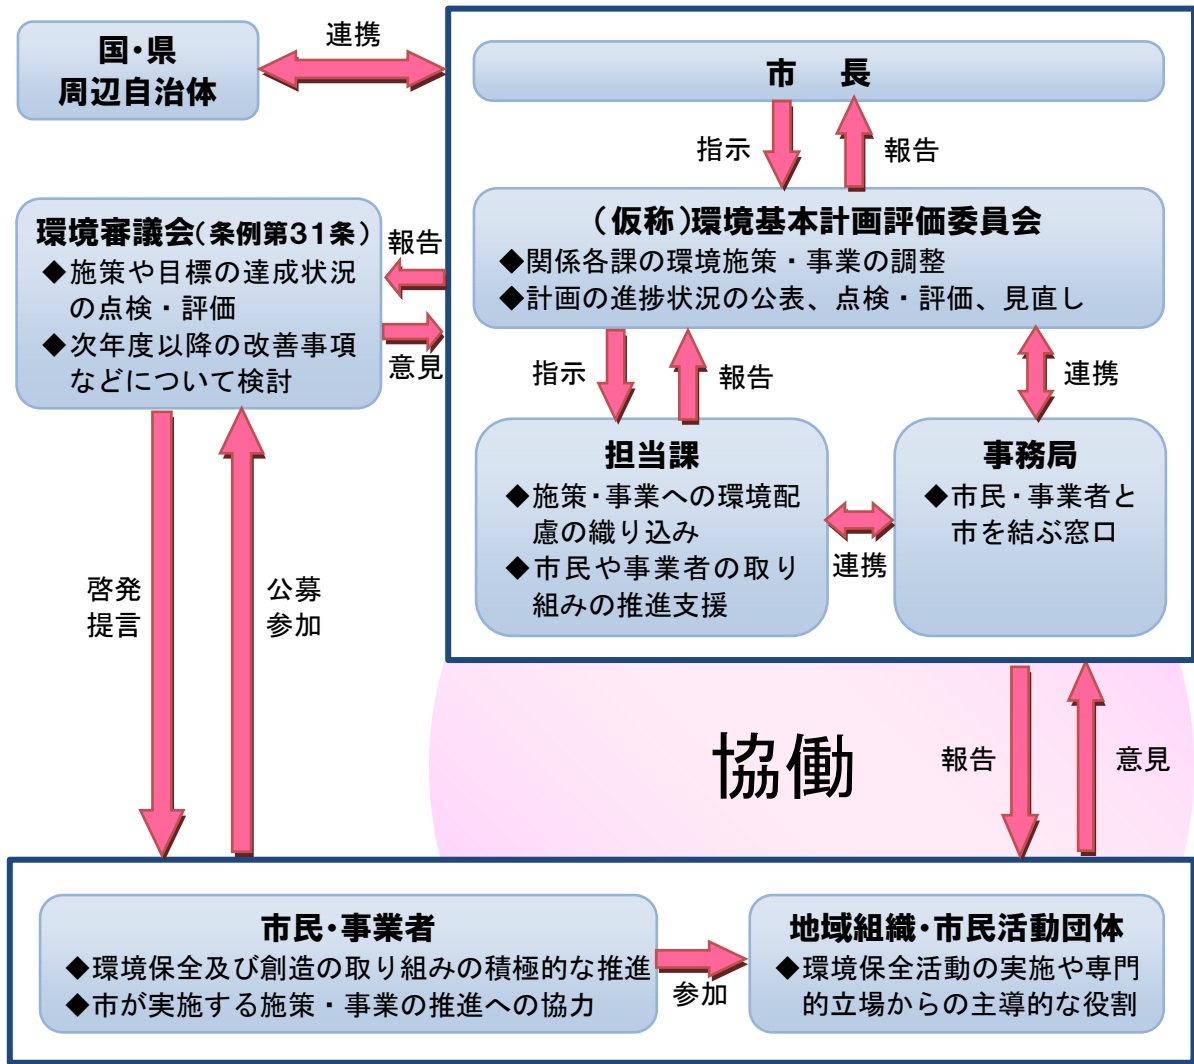 国・県
周辺自治体
連携
市　長
指示
報告
(仮称)環境基本計画評価委員会
◆関係各課の環境施策・事業の調整
◆計画の進捗状況の公表、点検・評価、見直し
環境審議会(条例第31条)
◆施策や目標の達成状況
の点検・評価
◆次年度以降の改善事項
などについて検討
報告
意見
指示
報告
連携
担当課
◆施策・事業への環境配
慮の織り込み
◆市民や事業者の取り
組みの推進支援
連携
事務局
◆市民・事業者と
市を結ぶ窓口
啓発
提言
公募
参加
協働
報告
意見
市民・事業者
◆環境保全及び創造の取り組みの積極的な推進
◆市が実施する施策・事業の推進への協力
参加
地域組織・市民活動団体
◆環境保全活動の実施や専門
的立場からの主導的な役割